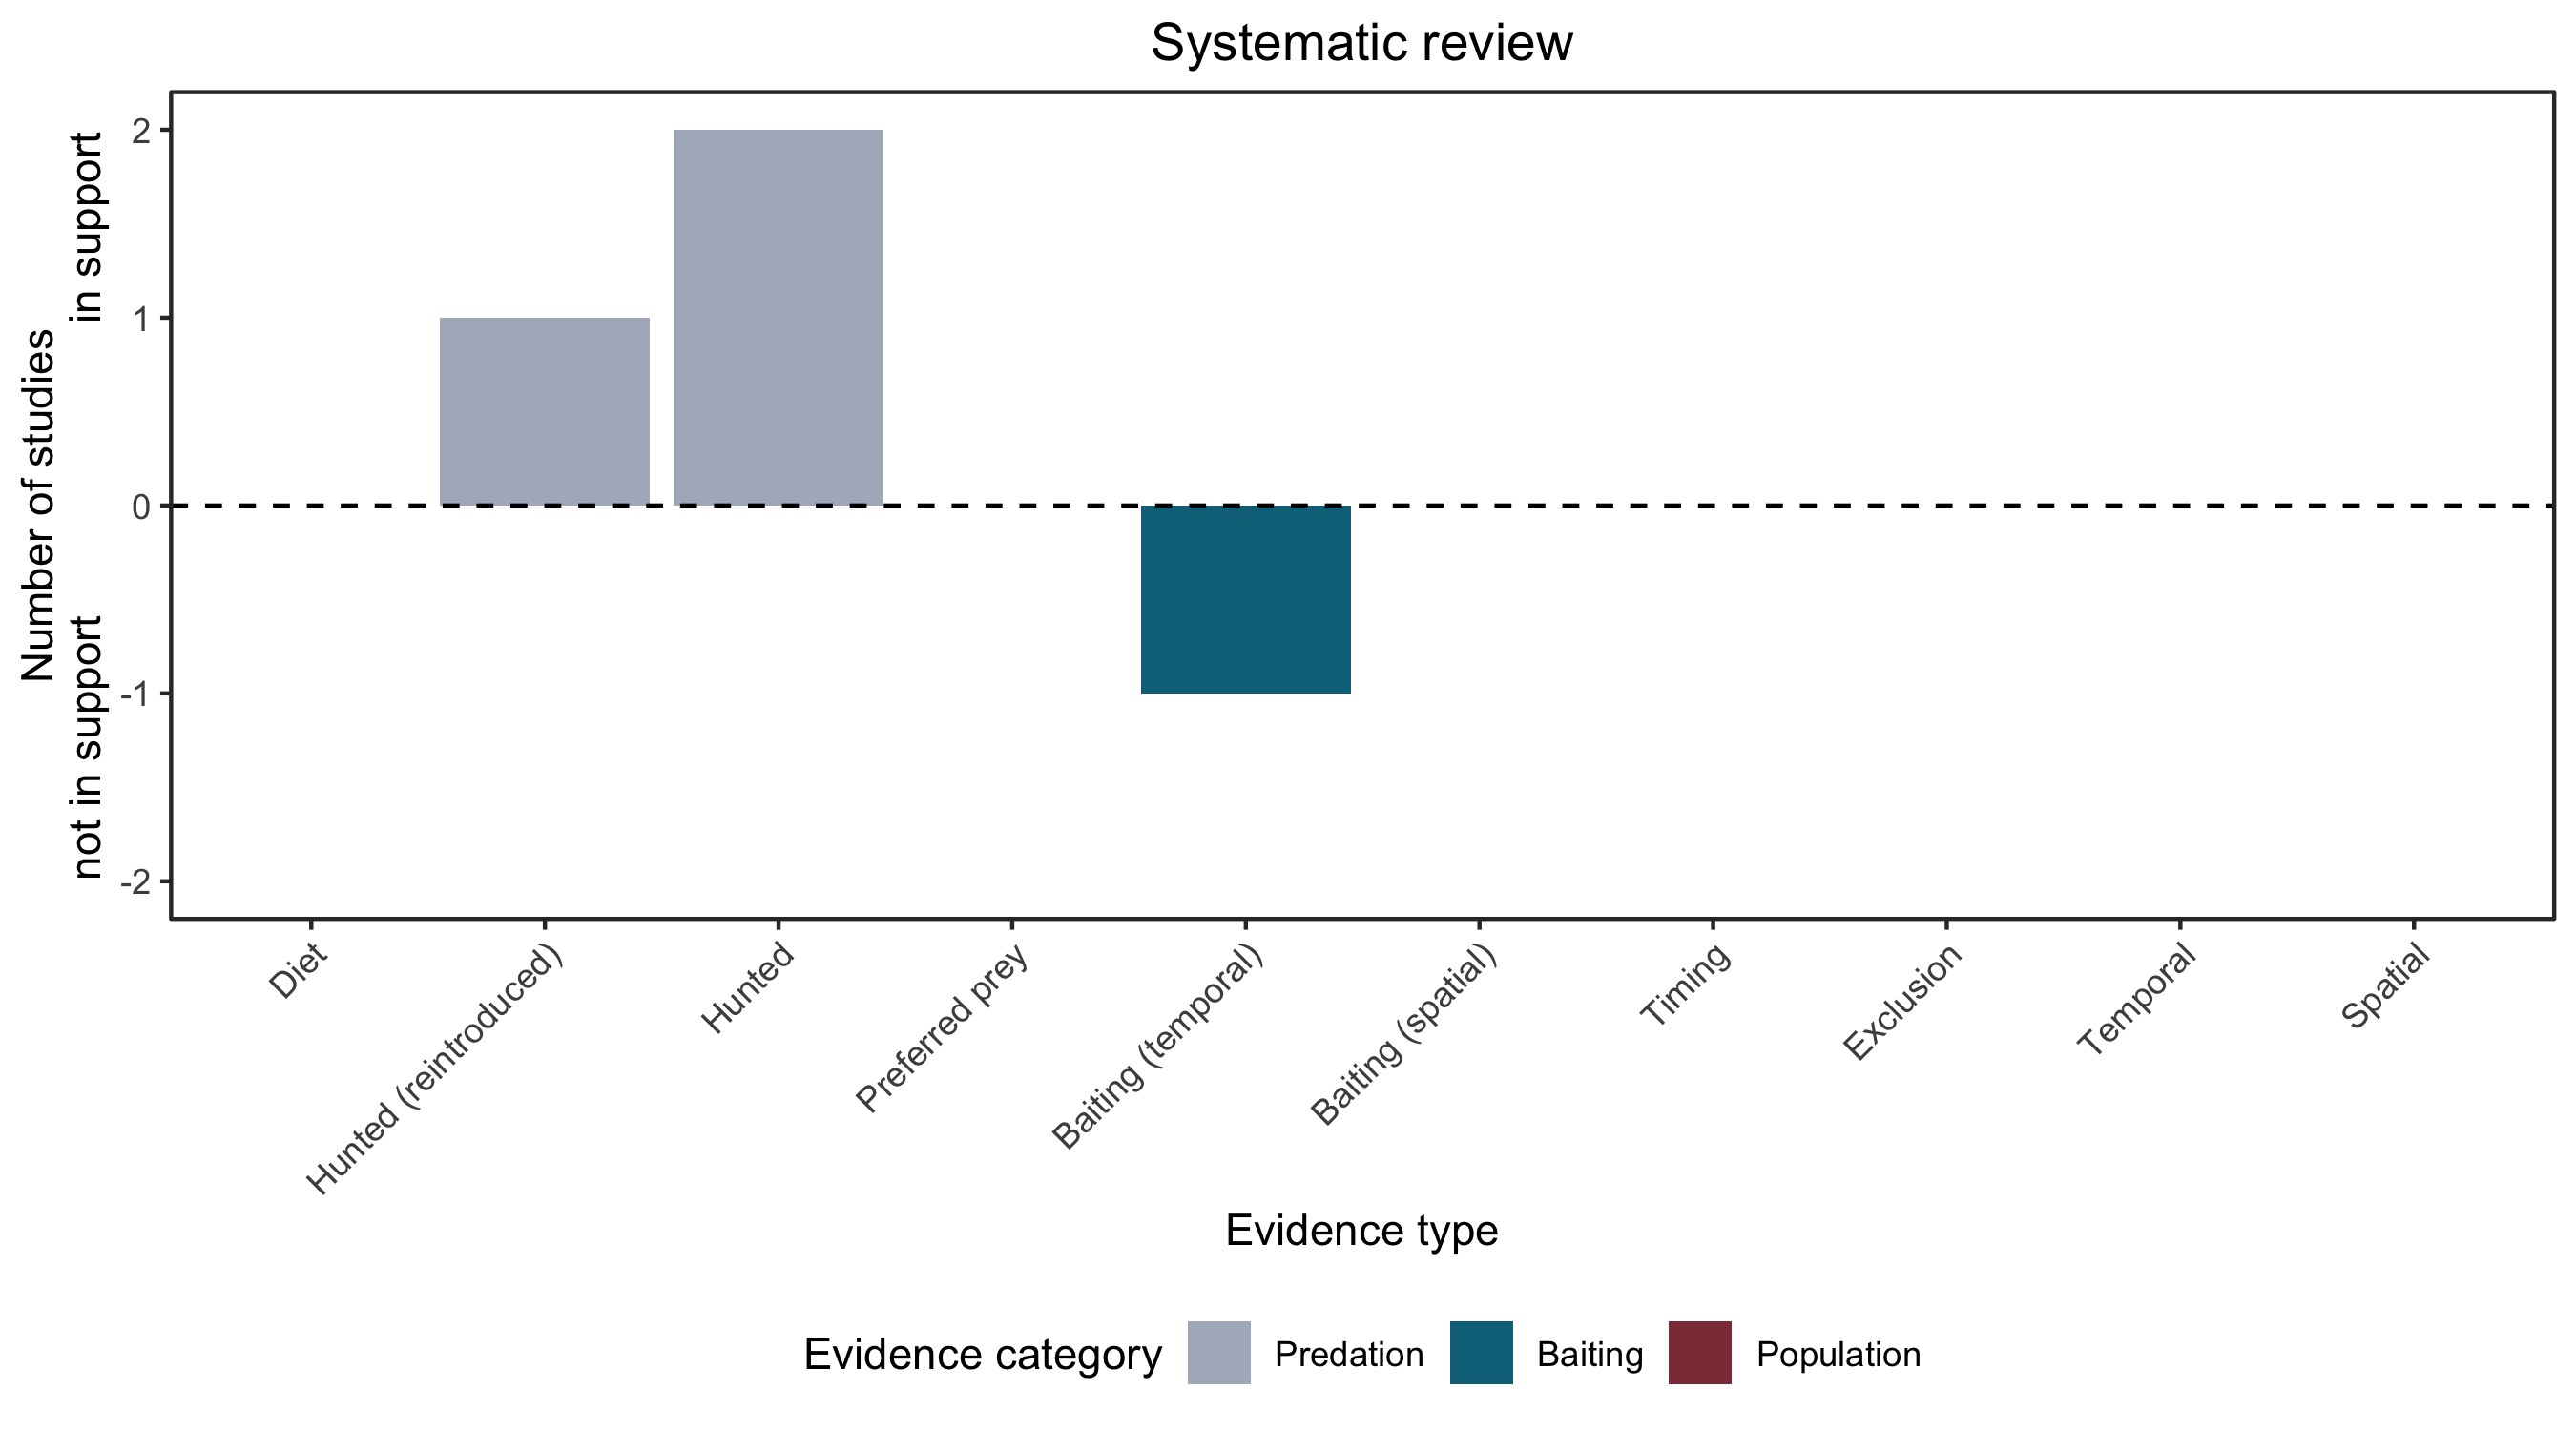 Systematic review
Number of studies
in support
not in support
2
1
0
-1
-2
Diet
Hunted (reintroduced)
Hunted
Preferred prey
Baiting (temporal)
Baiting (spatial)
Timing
Exclusion
Temporal
Spatial
Evidence type
Evidence category
Predation
Baiting
Population